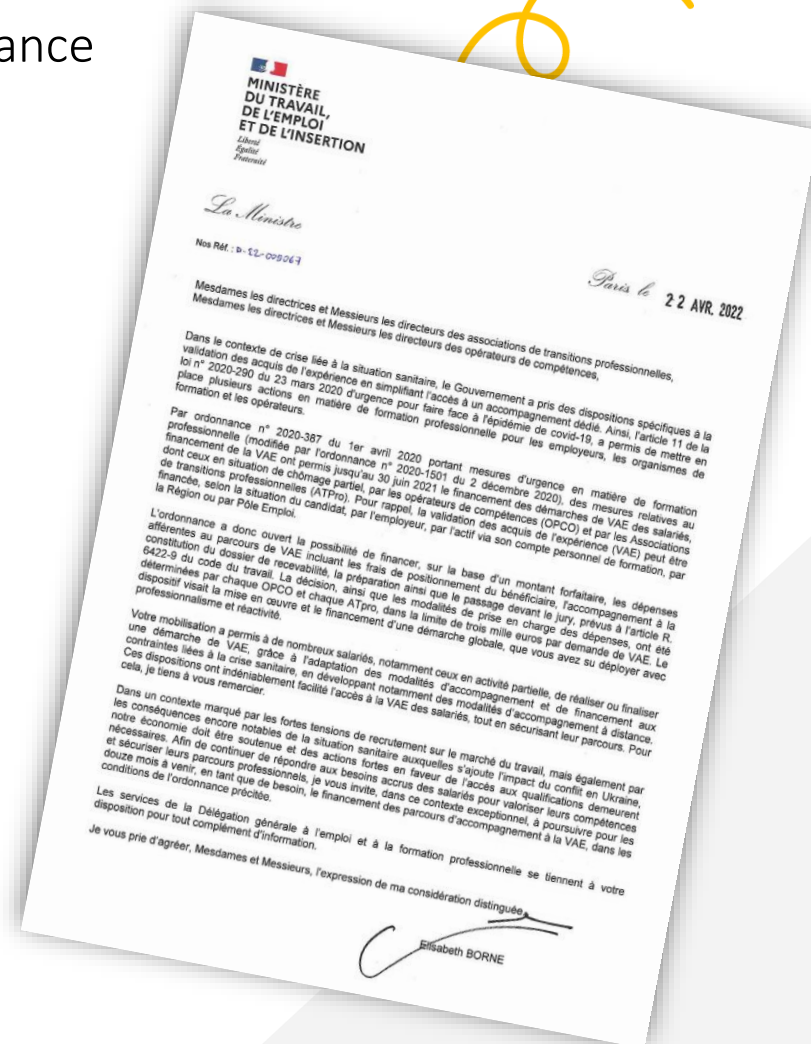 ance
MINISTÈRE
DU TRAVAIL,
DE L'EMPLOI
ET DE L'INSERTION
Liberté
Égalité
Fraternité
La Ministre
Nos Réf. : D-22-009067
Paris le 22 AVR. 2022
Mesdames les directrices et Messieurs les directeurs des associations de transitions professionnelles,
Mesdames les directrices et Messieurs les directeurs des opérateurs de compétences,
Dans le contexte de crise liée à la situation sanitaire, le Gouvernement a pris des dispositions spécifiques à la
validation des acquis de l'expérience en simplifiant l'accès à un accompagnement dédié. Ainsi, l'article 11 de la
loi n° 2020-290 du 23 mars 2020 d'urgence pour faire face à l'épidémie de covid-19, a permis de mettre en
place plusieurs actions en matière de formation professionnelle pour les employeurs, les organismes de
formation et les opérateurs.
Par ordonnance n° 2020-387 du 1er avril 2020 portant mesures d'urgence en matière de formation
professionnelle (modifiée par l'ordonnance n° 2020-1501 du 2 décembre 2020), des mesures relatives au
financement de la VAE ont permis jusqu'au 30 juin 2021 le financement des démarches de VAE des salariés,
dont ceux en situation de chômage partiel, par les opérateurs de compétences (OPCO) et par les Associations
de transitions professionnelles (ATPro). Pour rappel, la validation des acquis de l'expérience (VAE) peut être
financée, selon la situation du candidat, par l'employeur, par l'actif via son compte personnel de formation, par
la Région ou par Pôle Emploi.
L'ordonnance a donc ouvert la possibilité de financer, sur la base d'un montant forfaitaire, les dépenses
afférentes au parcours de VAE incluant les frais de positionnement du bénéficiaire, l'accompagnement à la
constitution du dossier de recevabilité, la préparation ainsi que le passage devant le jury, prévus à l'article R.
6422-9 du code du travail. La décision, ainsi que les modalités de prise en charge des dépenses, ont été
déterminées par chaque OPCO et chaque ATpro, dans la limite de trois mille euros par demande de VAE. Le
dispositif visait la mise en œuvre et le financement d'une démarche globale, que vous avez su déployer avec
professionnalisme et réactivité.
Votre mobilisation a permis à de nombreux salariés, notamment ceux en activité partielle, de réaliser ou finaliser
une démarche de VAE, grâce à l'adaptation des modalités d'accompagnement et de financement aux
contraintes liées à la crise sanitaire, en développant notamment des modalités d'accompagnement à distance.
Ces dispositions ont indéniablement facilité l'accès à la VAE des salariés, tout en sécurisant leur parcours. Pour
cela, je tiens à vous remercier.
Dans un contexte marqué par les fortes tensions de recrutement sur le marché du travail, mais également par
les conséquences encore notables de la situation sanitaire auxquelles s'ajoute l'impact du conflit en Ukraine,
notre économie doit être soutenue et des actions fortes en faveur de l'accès aux qualifications demeurent
nécessaires. Afin de continuer de répondre aux besoins accrus des salariés pour valoriser leurs compétences
et sécuriser leurs parcours professionnels, je vous invite, dans ce contexte exceptionnel, à poursuivre pour les
douze mois à venir, en tant que de besoin, le financement des parcours d'accompagnement à la VAE, dans les
conditions de l'ordonnance précitée.
Les services de la Délégation générale à l'emploi et à la formation professionnelle se tiennent à votre
disposition pour tout complément d'information.
Je vous prie d'agréer, Mesdames et Messieurs, l'expression de ma considération distinguée.
Elisabeth BORNE